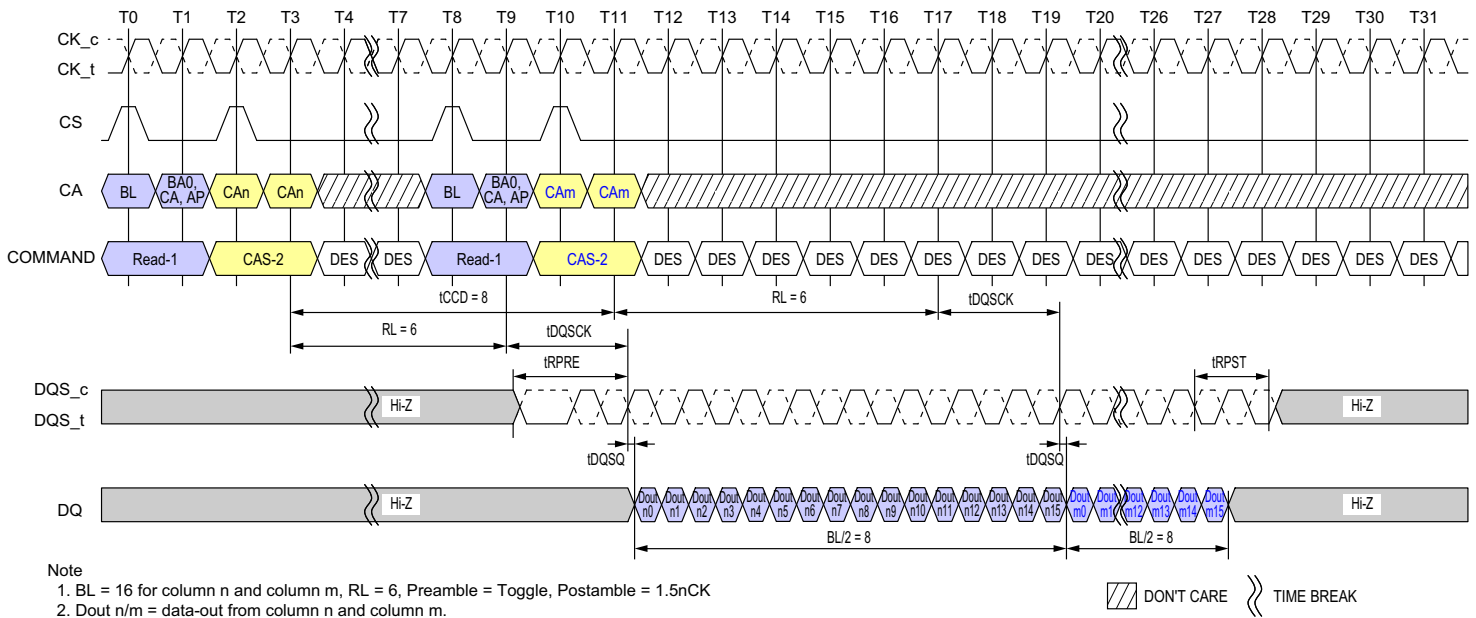 T0 T1 T2 T3 T4 T7 T8 T9 T10 T11 T12 T13 T14 T15 T16 T17 T18 T19 T20 T26 T27 T28 T29 T30 T31
CK_c
CK_t
CS
CA BL BA0, CA, AP CAn CAn BL BA0, CA, AP CAm CAm
COMMAND Read-1 CAS-2 DES DES Read-1 CAS-2 DES DES DES DES DES DES DES DES DES DES DES DES DES DES DES
tCCD = 8 RL = 6 tDQSCK
RL = 6 tDQSCK
tRPRE tRPST
DQS_c
DQS_t
Hi-Z Hi-Z
tDQSQ tDQSQ
DQ Hi-Z Dout n0 Dout n1 Dout n2 Dout n3 Dout n4 Dout n5 Dout n6 Dout n7 Dout n8 Dout n9 Dout n10 Dout n11 Dout n12 Dout n13 Dout n14 Dout n15 Dout m0 Dout m1 Dout m12 Dout m13 Dout m14 Dout m15 Hi-Z
BL/2 = 8 BL/2 = 8
Note
1. BL = 16 for column n and column m, RL = 6, Preamble = Toggle, Postamble = 1.5nCK
2. Dout n/m = data-out from column n and column m.
DON'T CARE TIME BREAK